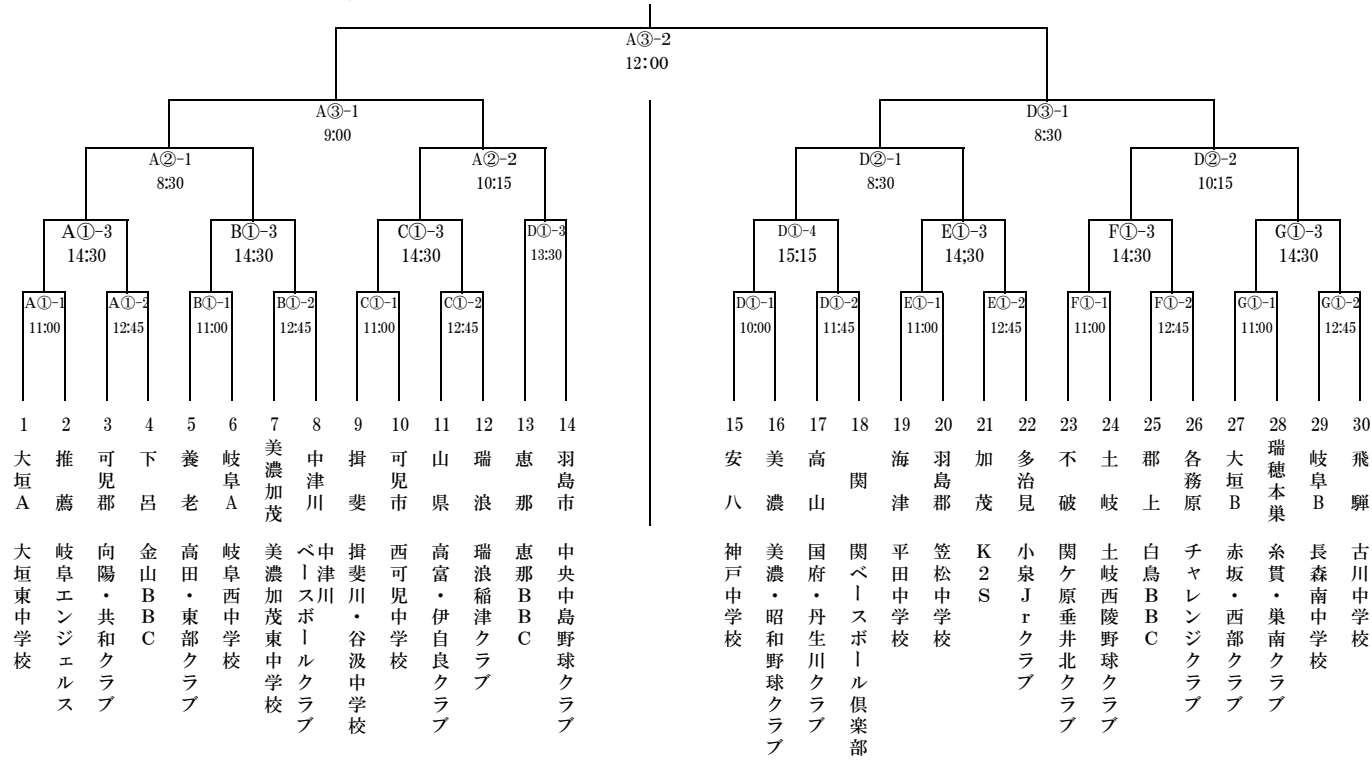 A③-2
12:00
A③-1
9:00
D③-1
8:30
A②-1
8:30
A②-2
10:15
D②-1
8:30
D②-2
10:15
A①-3
14:30
B①-3
14:30
C①-3
14:30
D①-3
13:30
D①-4
15:15
E①-3
14;30
F①-3
14:30
G①-3
14:30
A①-1
11:00
A①-2
12:45
B①-1
11:00
B①-2
12:45
C①-1
11:00
C①-2
12:45
D①-1
10:00
D①-2
11:45
E①-1
11:00
E①-2
12:45
F①-1
11:00
F①-2
12:45
G①-1
11:00
G①-2
12:45
1 大垣A 大垣東中学校
2 推薦 岐阜エンジェルス
3 可児郡 向陽・共和クラブ
4 下呂 金山BBC
5 養老 高田・東部クラブ
6 岐阜A 岐阜西中学校
7 美濃加茂 美濃加茂東中学校
8 中津川 中津川ベースボールクラブ
9 揖斐 揖斐川・谷汲中学校
10 可児市 西可児中学校
11 山県 高富・伊自良クラブ
12 瑞浪 瑞浪稲津クラブ
13 恵那 恵那BBC
14 羽島市 中央中島野球クラブ
15 安八 神戸中学校
16 美濃 美濃・昭和野球クラブ
17 高山 国府・丹生川クラブ
18 関 関ベースボール倶楽部
19 海津 平田中学校
20 羽島郡 笠松中学校
21 加茂 K2S
22 多治見 小泉Jrクラブ
23 不破 関ケ原垂井北クラブ
24 土岐 土岐西陵野球クラブ
25 郡上 白鳥BBC
26 各務原 チャレンジクラブ
27 大垣B 赤坂・西部クラブ
28 瑞穂本巣 糸貫・巣南クラブ
29 岐阜B 長森南中学校
30 飛騨 古川中学校